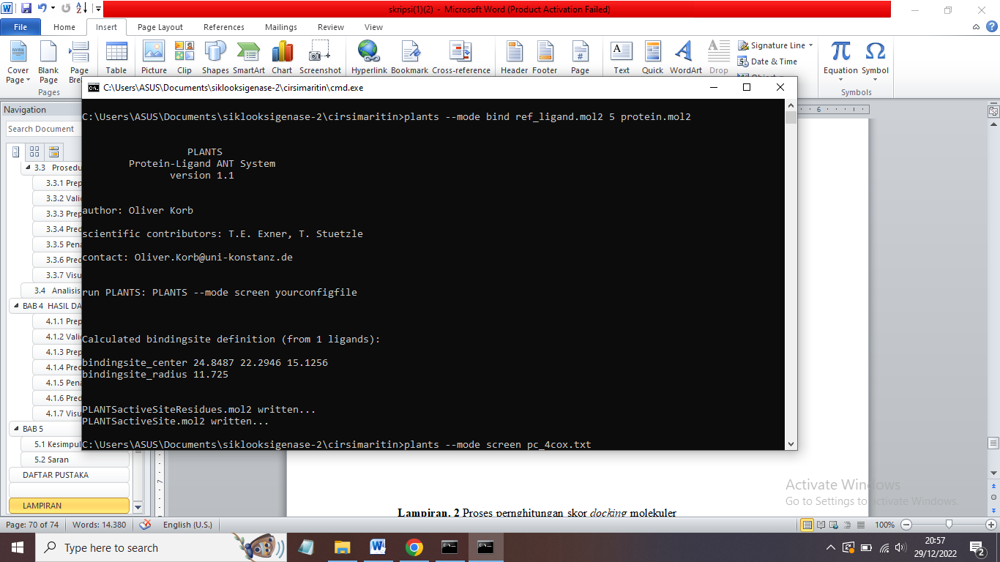 skripsi(1)(2) - Microsoft Word (Product Activation Failed)
File Home Insert Page Layout References Mailings Review View
Cover Page
Blank Page
Page
Table
Picture
Clip
Shapes
SmartArt
Chart
Screenshot
Hyperlink
Bookmark
Cross-reference
Header
Footer
Page
Text
Quick
WordArt
Drop
Signature Line
Date & Time
Equation
Symbol
Pages
Symbols
C:\Users\ASUS\Documents\siklooksigenase-2\cirsimaritin\cmd.exe
C:\Users\ASUS\Documents\siklooksigenase-2\cirsimaritin>plants --mode bind ref_ligand.mol2 5 protein.mol2
PLANTS
Protein-Ligand ANT System
version 1.1
author: Oliver Korb
scientific contributors: T.E. Exner, T. Stuetzle
contact: Oliver.Korb@uni-konstanz.de
run PLANTS: PLANTS --mode screen yourconfigfile
Calculated bindingsite definition (from 1 ligands):
bindingsite_center 24.8487 22.2946 15.1256
bindingsite_radius 11.725
PLANTSactiveSiteResidues.mol2 written...
PLANTSactiveSite.mol2 written...
C:\Users\ASUS\Documents\siklooksigenase-2\cirsimaritin>plants --mode screen pc_4cox.txt
Navigation
Search Document
3.3 Prosedu
3.3.1 Prep
3.3.2 Vali
3.3.3 Prep
3.3.4 Pred
3.3.5 Pena
3.3.6 Pred
3.3.7 Visu
3.4 Analisis
BAB 4 HASIL DA
4.1.1 Prep
4.1.2 Vali
4.1.3 Prep
4.1.4 Pred
4.1.5 Pena
4.1.6 Pred
4.1.7 Visu
BAB 5
5.1 Kesimpul
5.2 Saran
DAFTAR PUSTAKA
LAMPIRAN
6
7
Activate Windows
Go to Settings to activate Windows.
Lampiran. 2 Proses pernghitungan skor docking molekuler
Page: 70 of 74 Words: 14.380 English (U.S.) 100%
Type here to search
20:57
29/12/2022
2